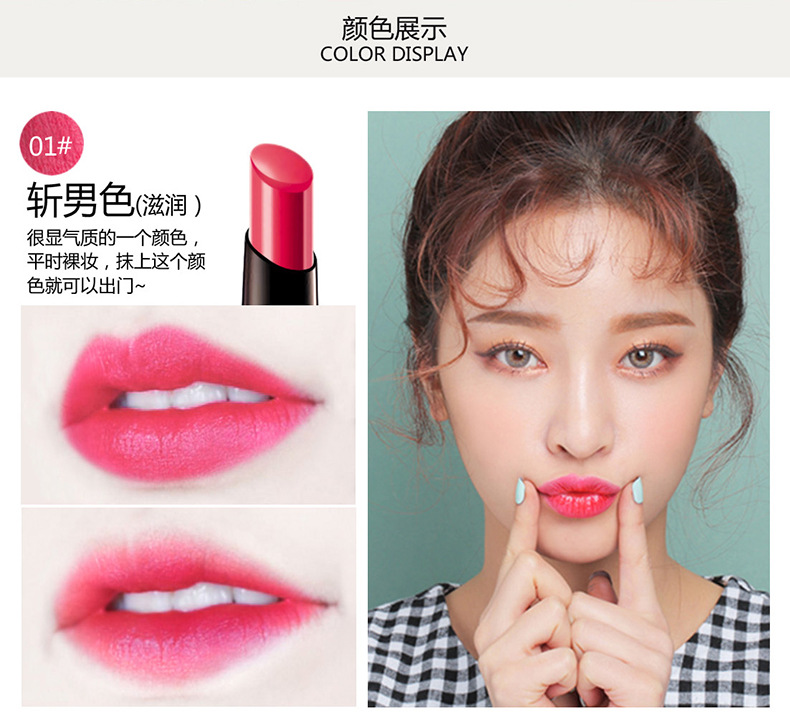 颜色展示
COLOR DISPLAY
01#
斩男色(滋润）
很显气质的一个颜色，
平时裸妆，抹上这个颜
色就可以出门~